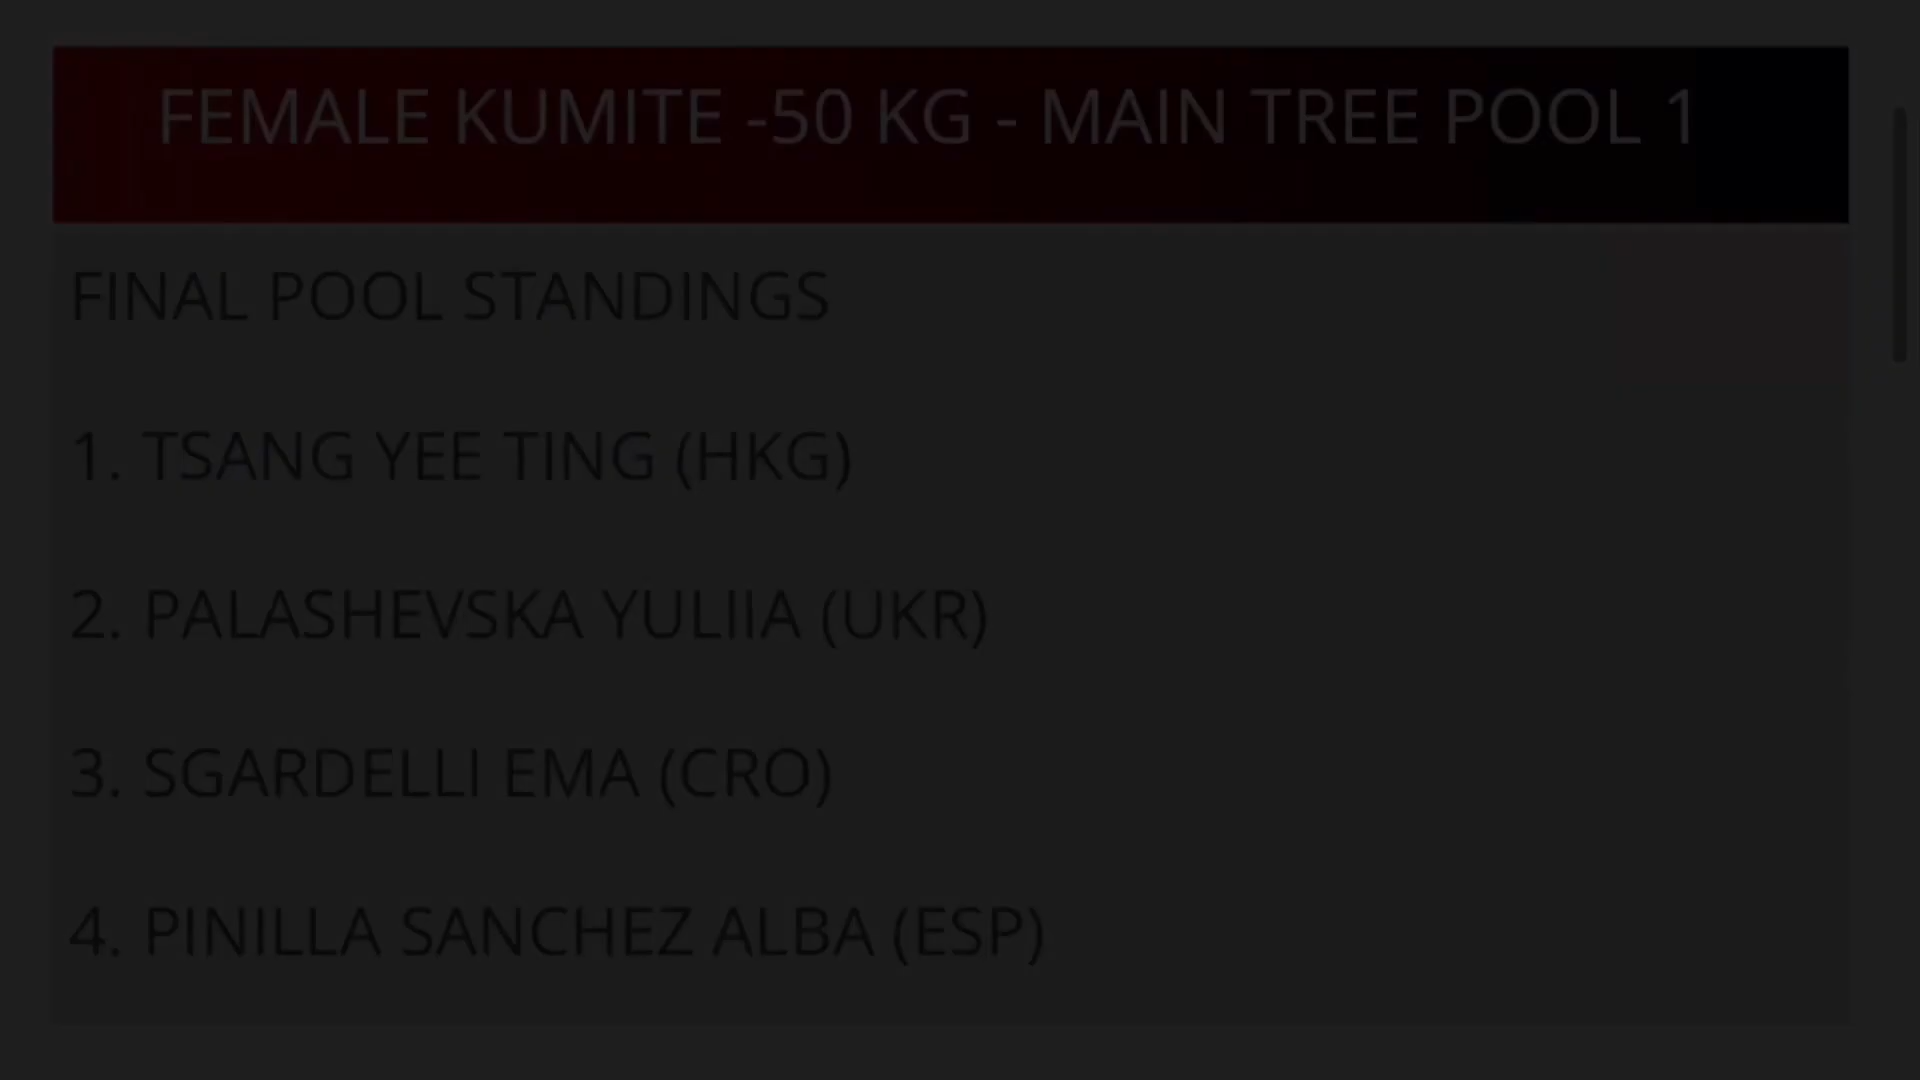 FEMALE KUMITE -50 KG - MAIN TREE POOL 1
FINAL POOL STANDINGS
1. TSANG YEE TING (HKG)
2. PALASHEVSKA YULIIA (UKR)
3. SGARDELLI EMA (CRO)
4. PINILLA SANCHEZ ALBA (ESP)